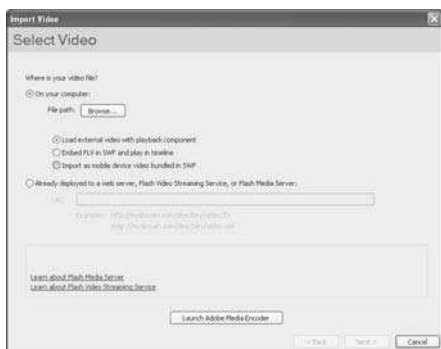 Import Video
Select Video
Where is your video file?
On your computer:
File path: Browse...
Load external video with playback component
Embed FLV in SWF and play in timeline
Import as mobile device video bundled in SWF
Already deployed to a web server, Flash Video Streaming Service, or Flash Media Server:
URL:
Examples:
Learn about Flash Media Server
Learn about Flash Video Streaming Service
Launch Adobe Media Encoder
< Back Next > Cancel